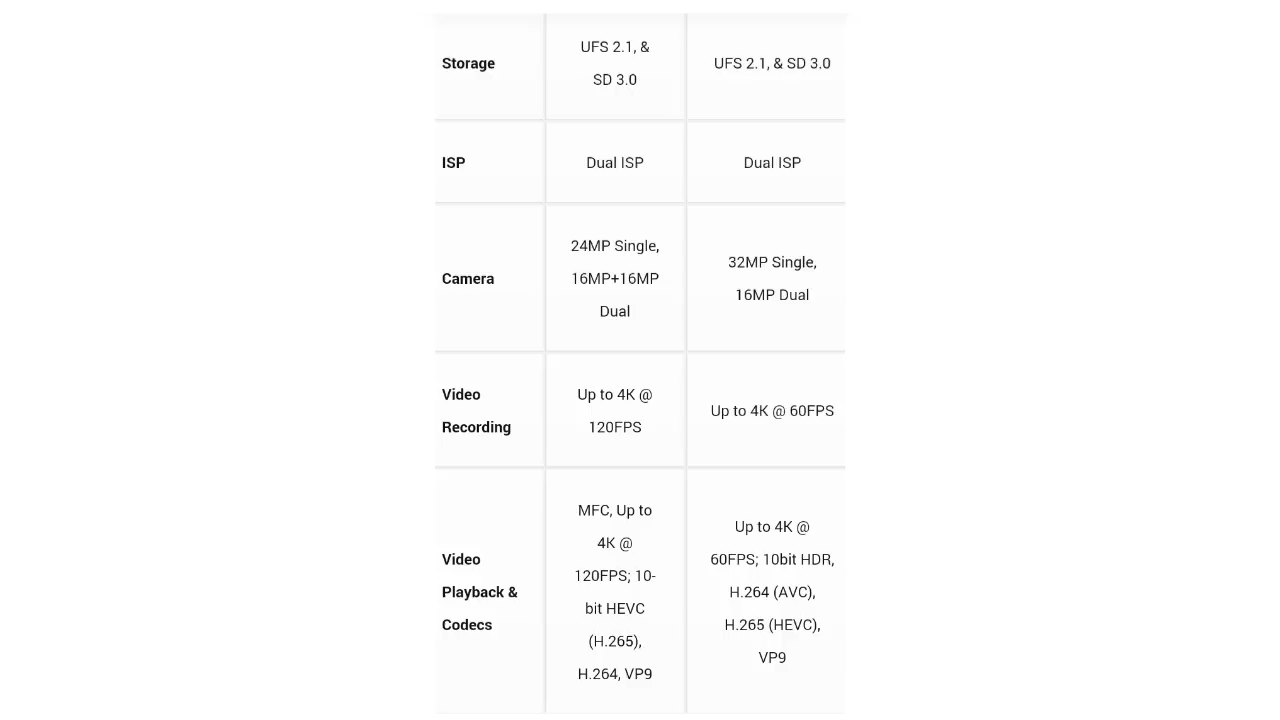 Storage
UFS 2.1, &
SD 3.0
UFS 2.1, & SD 3.0
ISP
Dual ISP
Dual ISP
Camera
24MP Single,
16MP+16MP
Dual
32MP Single,
16MP Dual
Video
Recording
Up to 4K @
120FPS
Up to 4K @ 60FPS
Video
Playback &
Codecs
MFC, Up to
4K @
120FPS; 10-
bit HEVC
(H.265),
H.264, VP9
Up to 4K @
60FPS; 10bit HDR,
H.264 (AVC),
H.265 (HEVC),
VP9